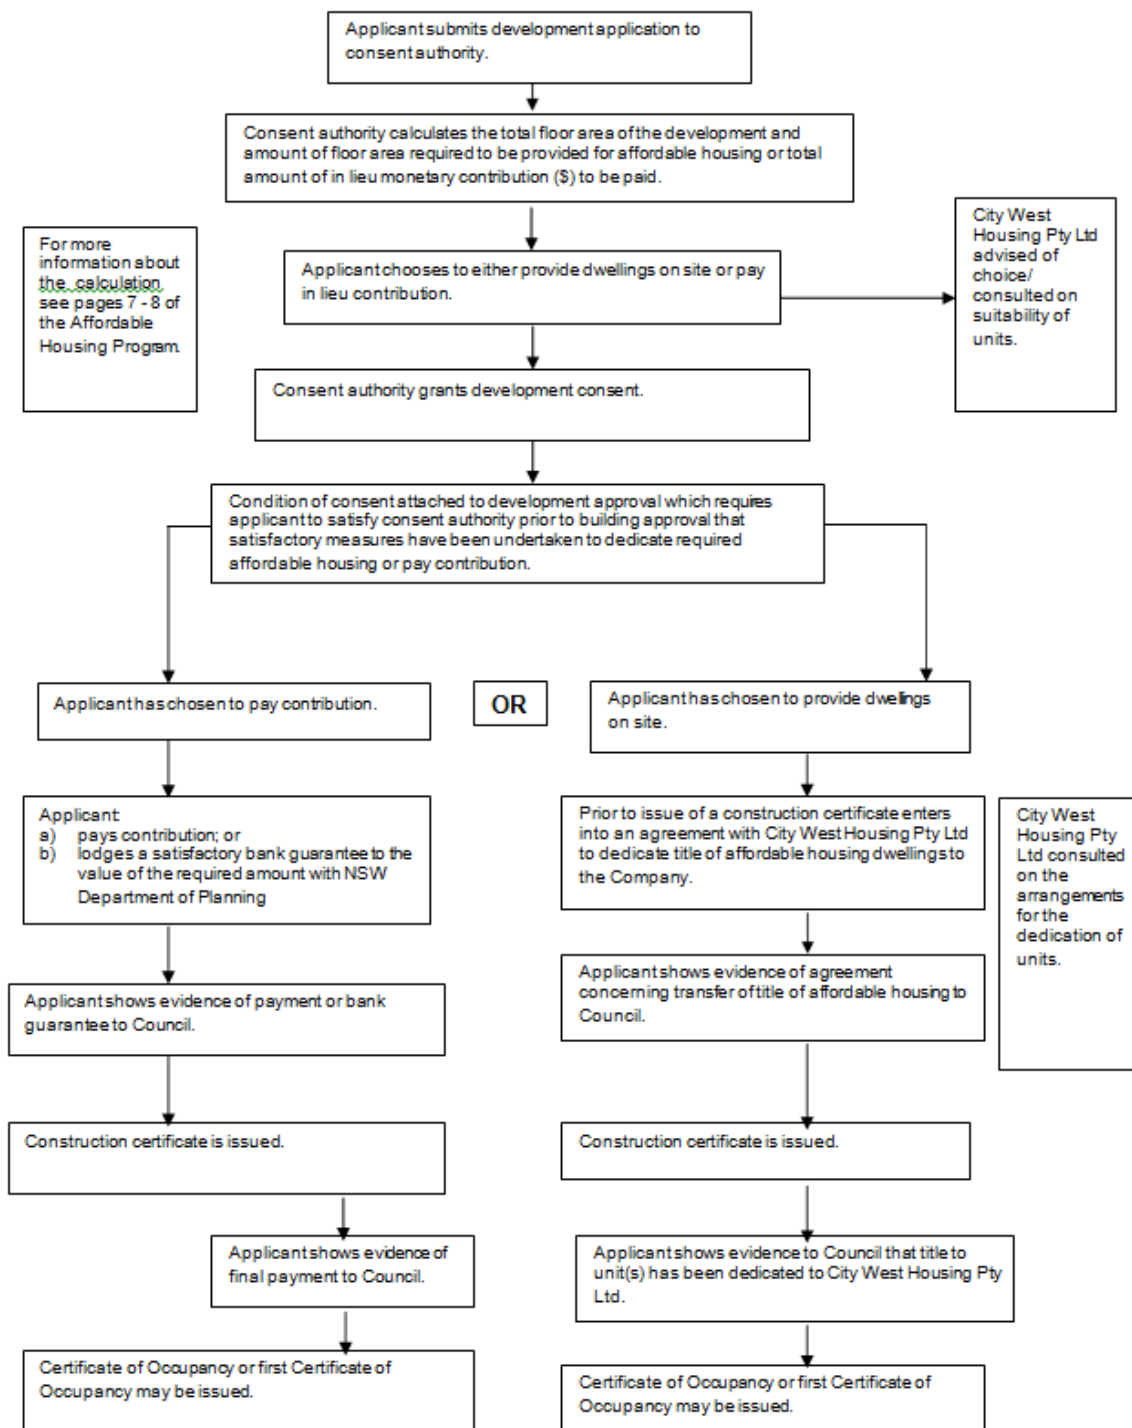 Applicant submits development application to
consent authority.
Consent authority calculates the total floor area of the development and
amount of floor area required to be provided for affordable housing or total
amount of in lieu monetary contribution ($) to be paid.
For more
information about
the calculation
see pages 7 - 8 of
the Affordable
Housing Program.
Applicant chooses to either provide dwellings on site or pay
in lieu contribution.
City West
Housing Pty Ltd
advised of
choice/
consulted on
suitability of
units.
Consent authority grants development consent.
Condition of consent attached to development approval which requires
applicant to satisfy consent authority prior to building approval that
satisfactory measures have been undertaken to dedicate required
affordable housing or pay contribution.
Applicant has chosen to pay contribution.
OR
Applicant has chosen to provide dwellings
on site.
Applicant:
a) pays contribution; or
b) lodges a satisfactory bank guarantee to the
value of the required amount with NSW
Department of Planning
Prior to issue of a construction certificate enters
into an agreement with City West Housing Pty Ltd
to dedicate title of affordable housing dwellings to
the Company.
City West
Housing Pty
Ltd consulted
on the
arrangements
for the
dedication of
units.
Applicant shows evidence of payment or bank
guarantee to Council.
Applicant shows evidence of agreement
concerning transfer of title of affordable housing to
Council.
Construction certificate is issued.
Construction certificate is issued.
Applicant shows evidence of
final payment to Council.
Applicant shows evidence to Council that title to
unit(s) has been dedicated to City West Housing Pty
Ltd.
Certificate of Occupancy or first Certificate of
Occupancy may be issued.
Certificate of Occupancy or first Certificate of
Occupancy may be issued.